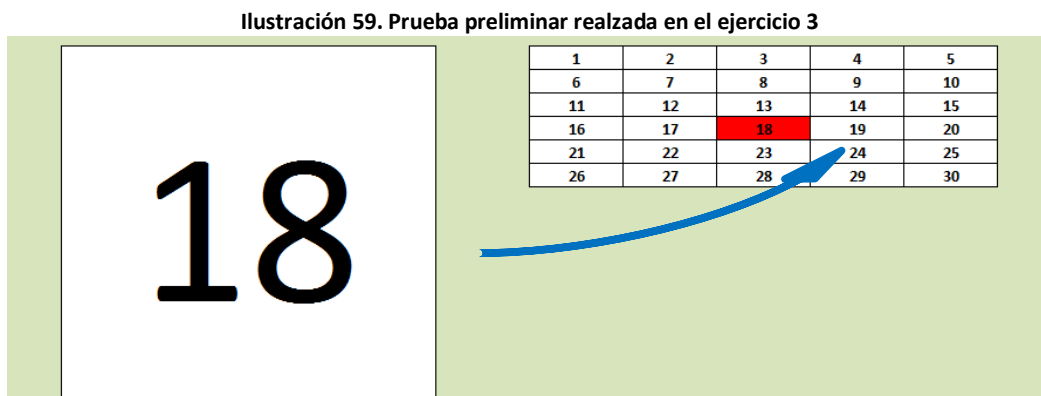 Ilustración 59. Prueba preliminar realzada en el ejercicio 3
18
1 2 3 4 5
6 7 8 9 10
11 12 13 14 15
16 17 18 19 20
21 22 23 24 25
26 27 28 29 30